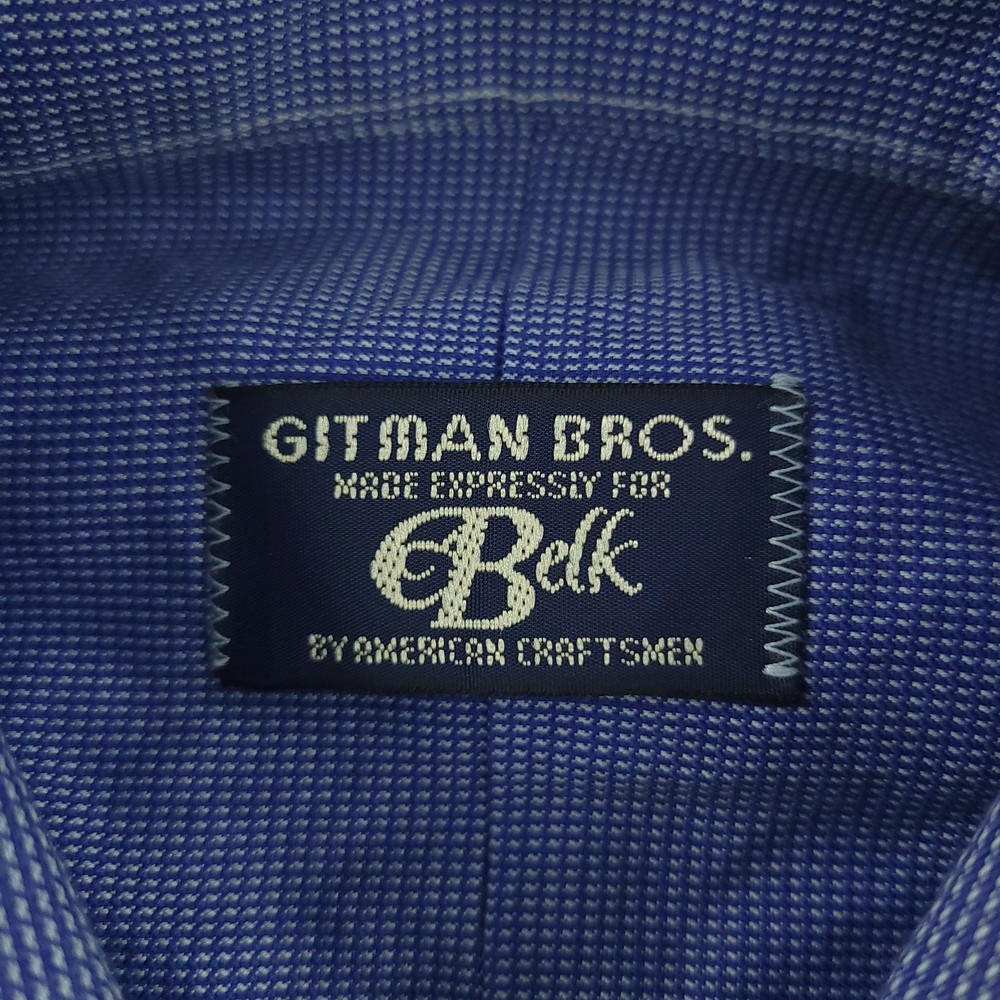 GITMAN BROS.
MADE EXPRESSLY FOR
Belk
BY AMERICAN CRAFTSMEN